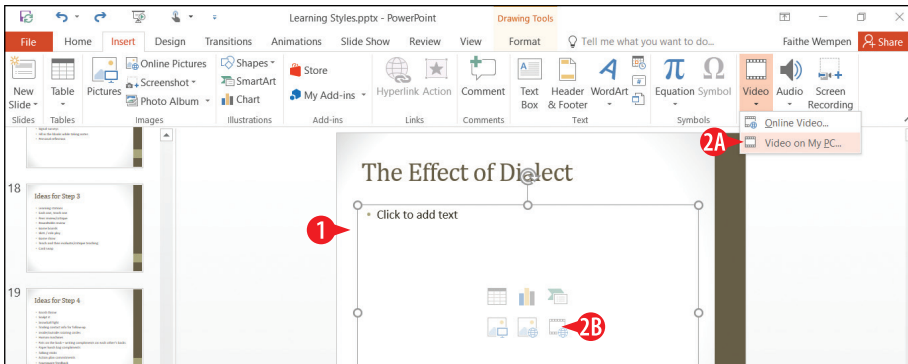 Learning Styles.pptx - PowerPoint
Drawing Tools
File Home Insert Design Transitions Animations Slide Show Review View Format Tell me what you want to do... Faithe Wempen Share
New Slide
Table
Pictures
Online Pictures
Screenshot
Photo Album
Shapes
SmartArt
Chart
Store
My Add-ins
Hyperlink Action
Comment
Text Box
Header & Footer
WordArt
Equation Symbol
Video Audio Screen Recording
Slides Tables Images Illustrations Add-ins Links Comments Text Symbols
Online Video...
2A Video on My PC...
The Effect of Dialect
1
Click to add text
2B
18
Ideas for Step 3
19
Ideas for Step 4